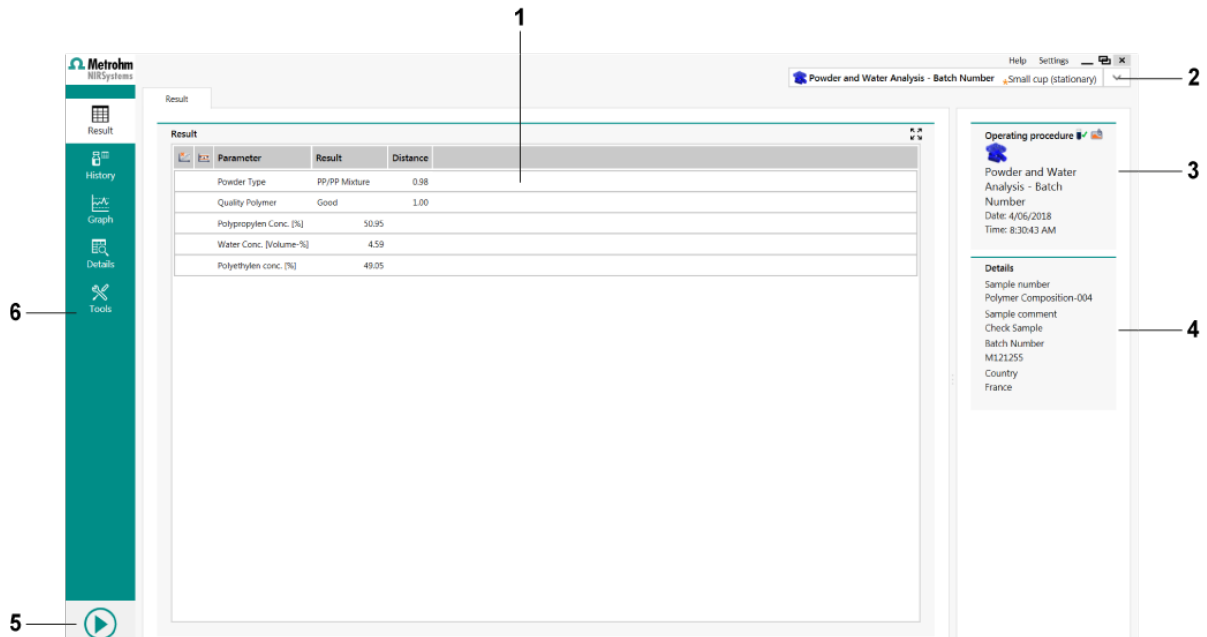 1
Metrohm
NIRSystems
Help Settings
Powder and Water Analysis - Batch Number Small cup (stationary)
2
Result
Result
Result
Operating procedure
Parameter Result Distance
Powder Type PP/PP Mixture 0.98
Quality Polymer Good 1.00
Polypropylen Conc. [%] 50.95
Water Conc. [Volume-%] 4.59
Polyethylen conc. [%] 49.05
History
Graph
Details
Tools
6
5
Powder and Water
Analysis - Batch
Number
Date: 4/06/2018
Time: 8:30:43 AM
3
Details
Sample number
Polymer Composition-004
Sample comment
Check Sample
Batch Number
M121255
Country
France
4